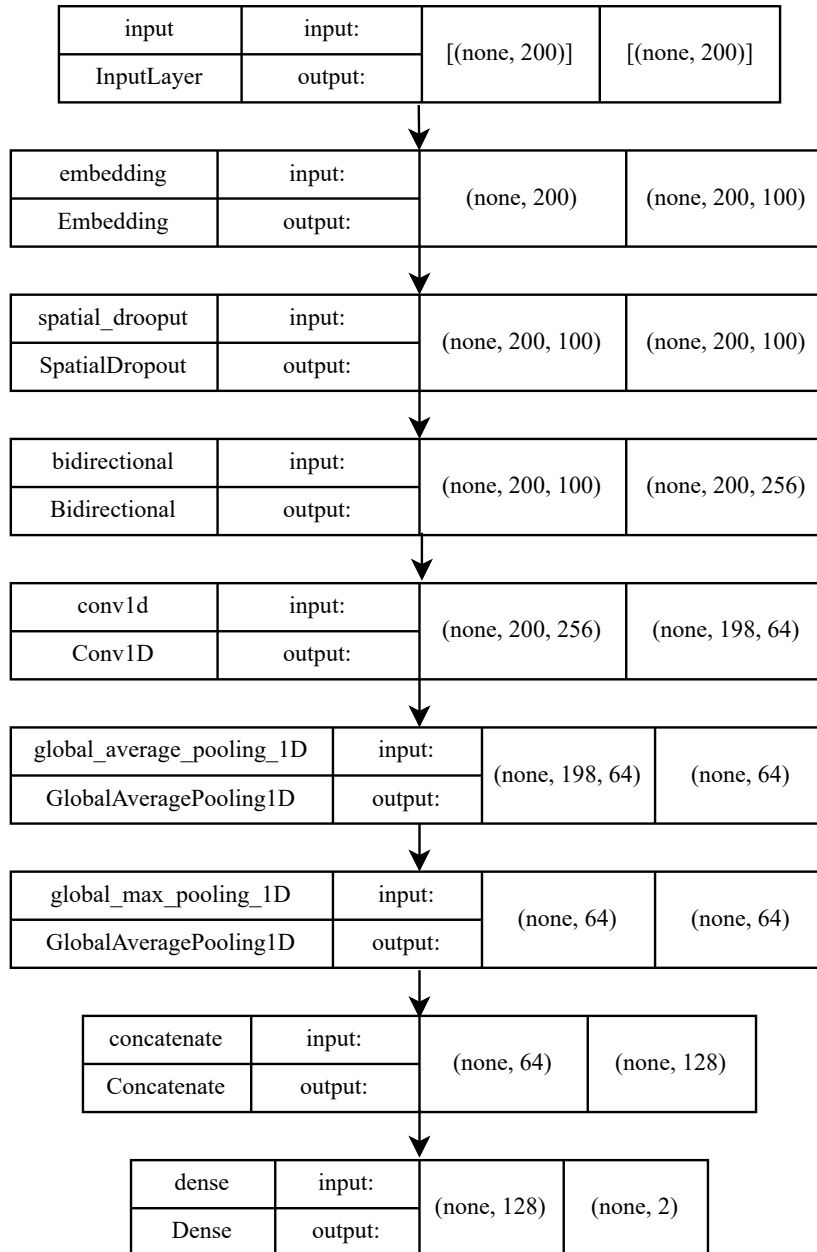 input input: [(none, 200)] [(none, 200)]
InputLayer output:
embedding input: (none, 200) (none, 200, 100)
Embedding output:
spatial_drooput input: (none, 200, 100) (none, 200, 100)
SpatialDropout output:
bidirectional input: (none, 200, 100) (none, 200, 256)
Bidirectional output:
conv1d input: (none, 200, 256) (none, 198, 64)
Conv1D output:
global_average_pooling_1D input: (none, 198, 64) (none, 64)
GlobalAveragePooling1D output:
global_max_pooling_1D input: (none, 64) (none, 64)
GlobalAveragePooling1D output:
concatenate input: (none, 64) (none, 128)
Concatenate output:
dense input: (none, 128) (none, 2)
Dense output: